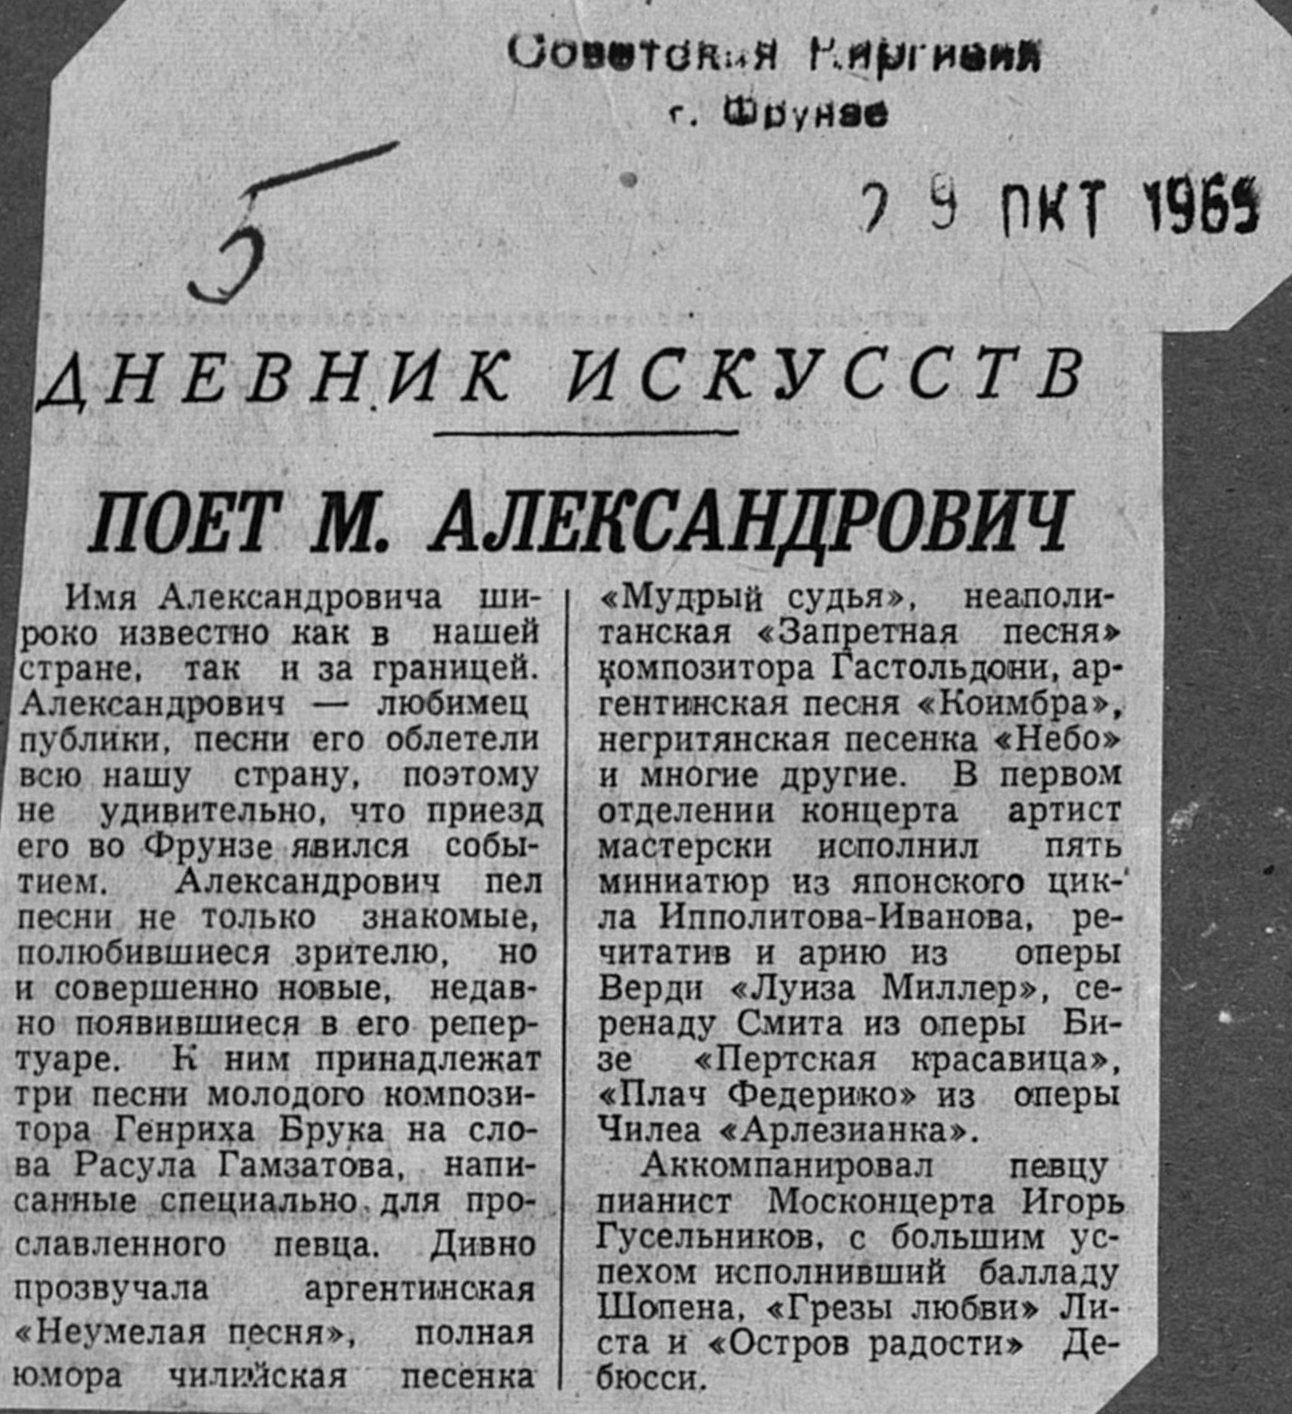 Советская Киргизия
г. Фрунзе
29 ОКТ 1969
5
ДНЕВНИК ИСКУССТВ
ПОЕТ М. АЛЕКСАНДРОВИЧ
Имя Александровича ши-
роко известно как в нашей
стране, так и за границей.
Александрович — любимец
публики, песни его облетели
всю нашу страну, поэтому
не удивительно, что приезд
его во Фрунзе явился собы-
тием. Александрович пел
песни не только знакомые,
полюбившиеся зрителю, но
и совершенно новые, недав-
но появившиеся в его репер-
туаре. К ним принадлежат
три песни молодого компози-
тора Генриха Брука на сло-
ва Расула Гамзатова, напи-
санные специально для про-
славленного певца. Дивно
прозвучала аргентинская
«Неумелая песня», полная
юмора чилийская песенка
«Мудрый судья», неаполи-
танская «Запретная песня»
композитора Гастольдони, ар-
гентинская песня «Коимбра»,
негритянская песенка «Небо»
и многие другие. В первом
отделении концерта артист
мастерски исполнил пять
миниатюр из японского цик-
ла Ипполитова-Иванова, ре-
читатив и арию из оперы
Верди «Луиза Миллер», се-
ренаду Смита из оперы Би-
зе «Пертская красавица»,
«Плач Федерико» из оперы
Чилеа «Арлезианка».
Аккомпанировал певцу
пианист Москонцерта Игорь
Гусельников, с большим ус-
пехом исполнивший балладу
Шопена, «Грезы любви» Ли-
ста и «Остров радости» Де-
бюсси.